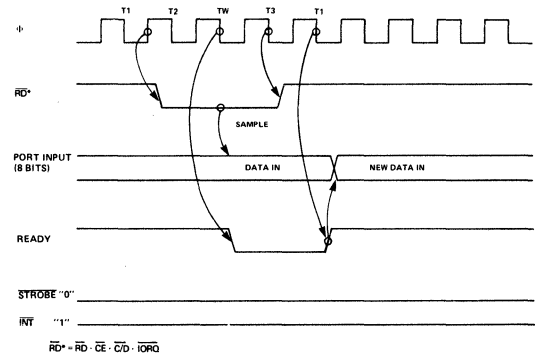 T1 T2 TW T3 T1
Φ
RD*
SAMPLE
PORT INPUT
(8 BITS)
DATA IN NEW DATA IN
READY
STROBE "0"
INT "1"
RD* = RD · CE · C/D · IORQ